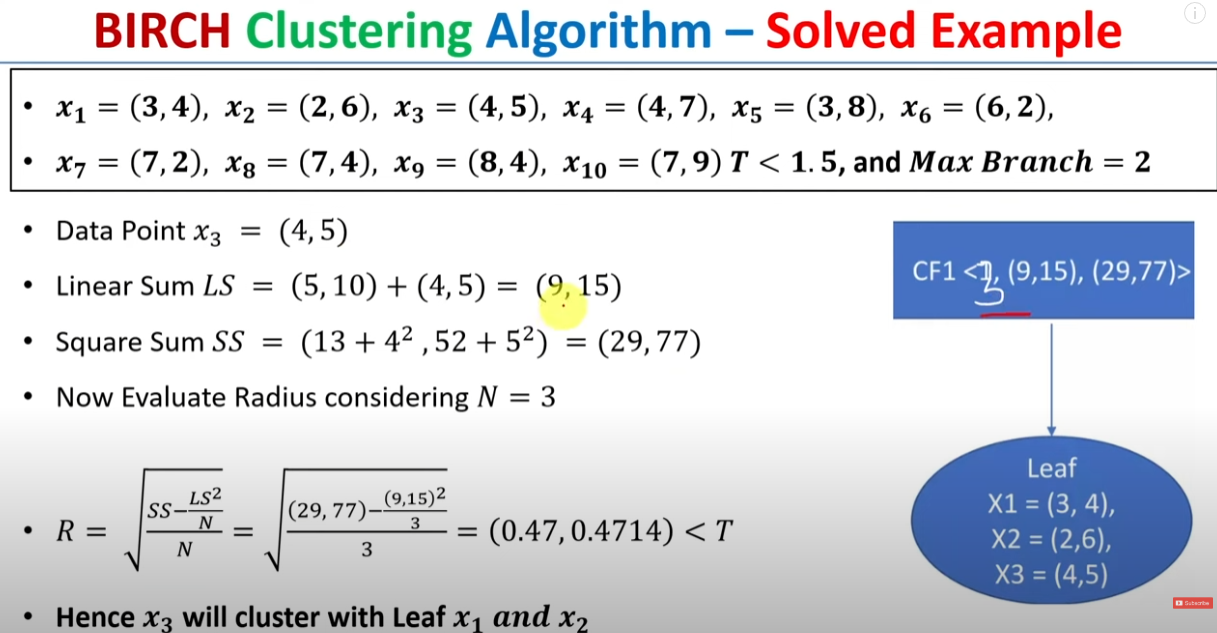 BIRCH Clustering Algorithm – Solved Example
• x₁ = (3, 4), x₂ = (2, 6), x₃ = (4, 5), x₄ = (4, 7), x₅ = (3, 8), x₆ = (6, 2),
• x₇ = (7, 2), x₈ = (7, 4), x₉ = (8, 4), x₁₀ = (7, 9) T < 1.5, and Max Branch = 2
• Data Point x₃ = (4, 5)
• Linear Sum LS = (5, 10) + (4, 5) = (9, 15)
• Square Sum SS = (13 + 4², 52 + 5²) = (29, 77)
• Now Evaluate Radius considering N = 3
• R = √((SS − LS²/N)/N) = √(((29, 77) − (9,15)²/3)/3) = (0.47, 0.4714) < T
• Hence x₃ will cluster with Leaf x₁ and x₂
CF1 <3, (9,15), (29,77)>
Leaf
X1 = (3, 4),
X2 = (2,6),
X3 = (4,5)
Subscribe